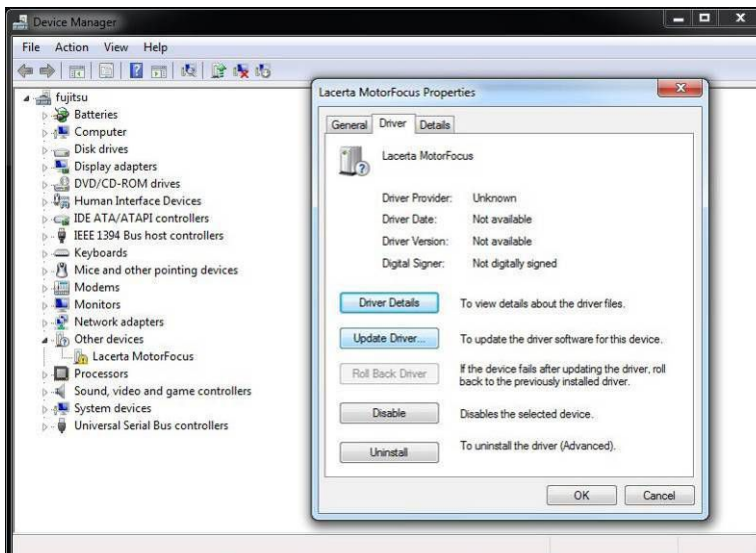 Device Manager
File Action View Help
fujitsu
Batteries
Computer
Disk drives
Display adapters
DVD/CD-ROM drives
Human Interface Devices
IDE ATA/ATAPI controllers
IEEE 1394 Bus host controllers
Keyboards
Mice and other pointing devices
Modems
Monitors
Network adapters
Other devices
Lacerta MotorFocus
Processors
Sound, video and game controllers
System devices
Universal Serial Bus controllers
Lacerta MotorFocus Properties
General Driver Details
Lacerta MotorFocus
Driver Provider: Unknown
Driver Date: Not available
Driver Version: Not available
Digital Signer: Not digitally signed
Driver Details To view details about the driver files.
Update Driver... To update the driver software for this device.
Roll Back Driver If the device fails after updating the driver, roll
back to the previously installed driver.
Disable Disables the selected device.
Uninstall To uninstall the driver (Advanced).
OK Cancel